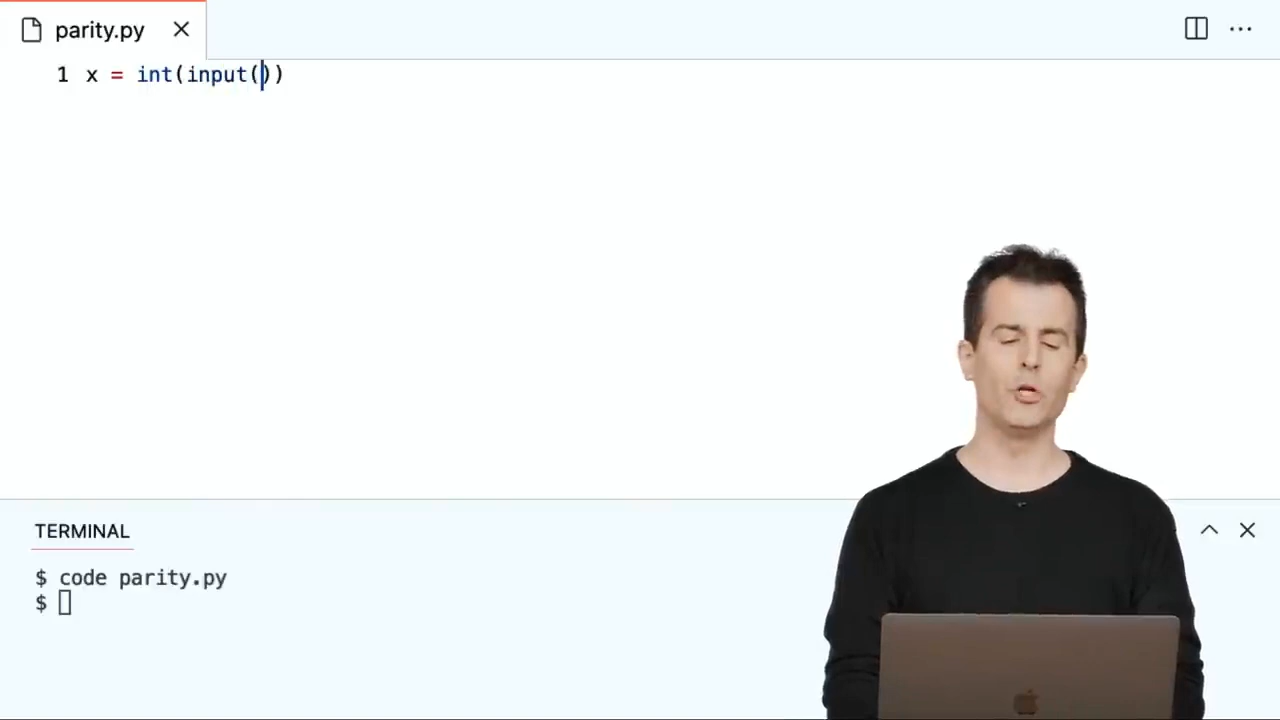 parity.py
1 x = int(input())
TERMINAL
$ code parity.py
$